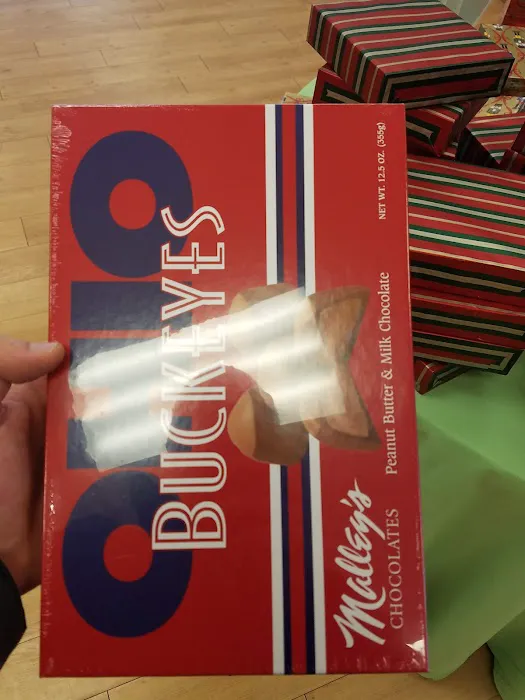 OHIO
BUCKEYES
Peanut Butter & Milk Chocolate
NET WT. 12.5 OZ. (355g)
Malley's
CHOCOLATES